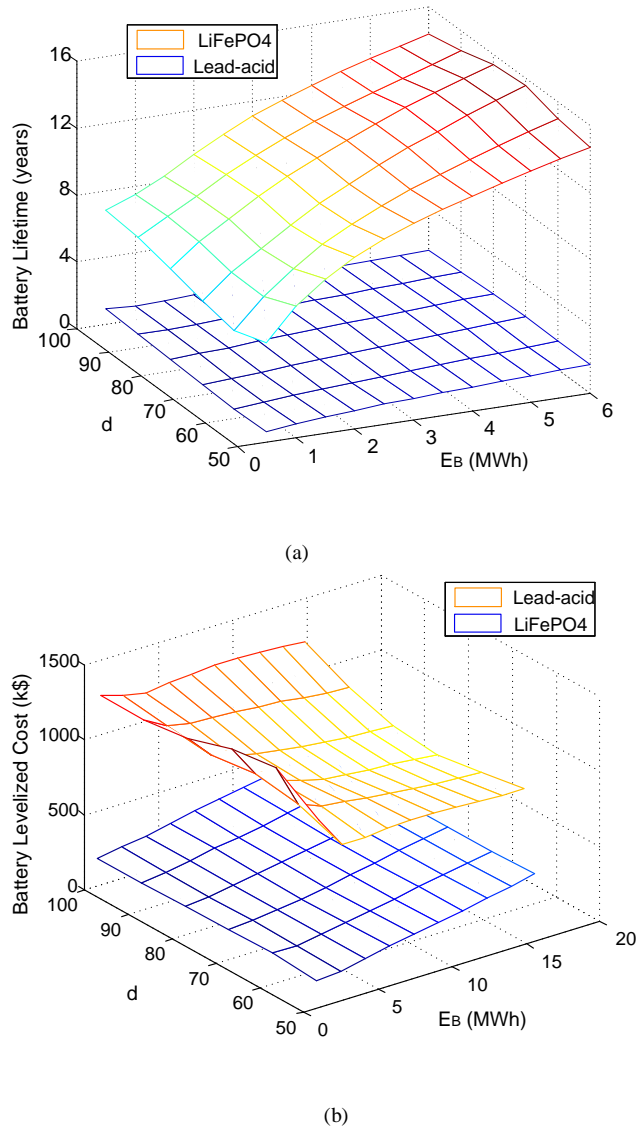 LiFePO4
Lead-acid
Battery Lifetime (years)
16
12
8
4
0
100
90
80
70
60
50
d
0
1
2
3
4
5
6
EB (MWh)
(a)
Lead-acid
LiFePO4
Battery Levelized Cost (k$)
1500
1000
500
0
100
90
80
70
60
50
d
0
5
10
15
20
EB (MWh)
(b)